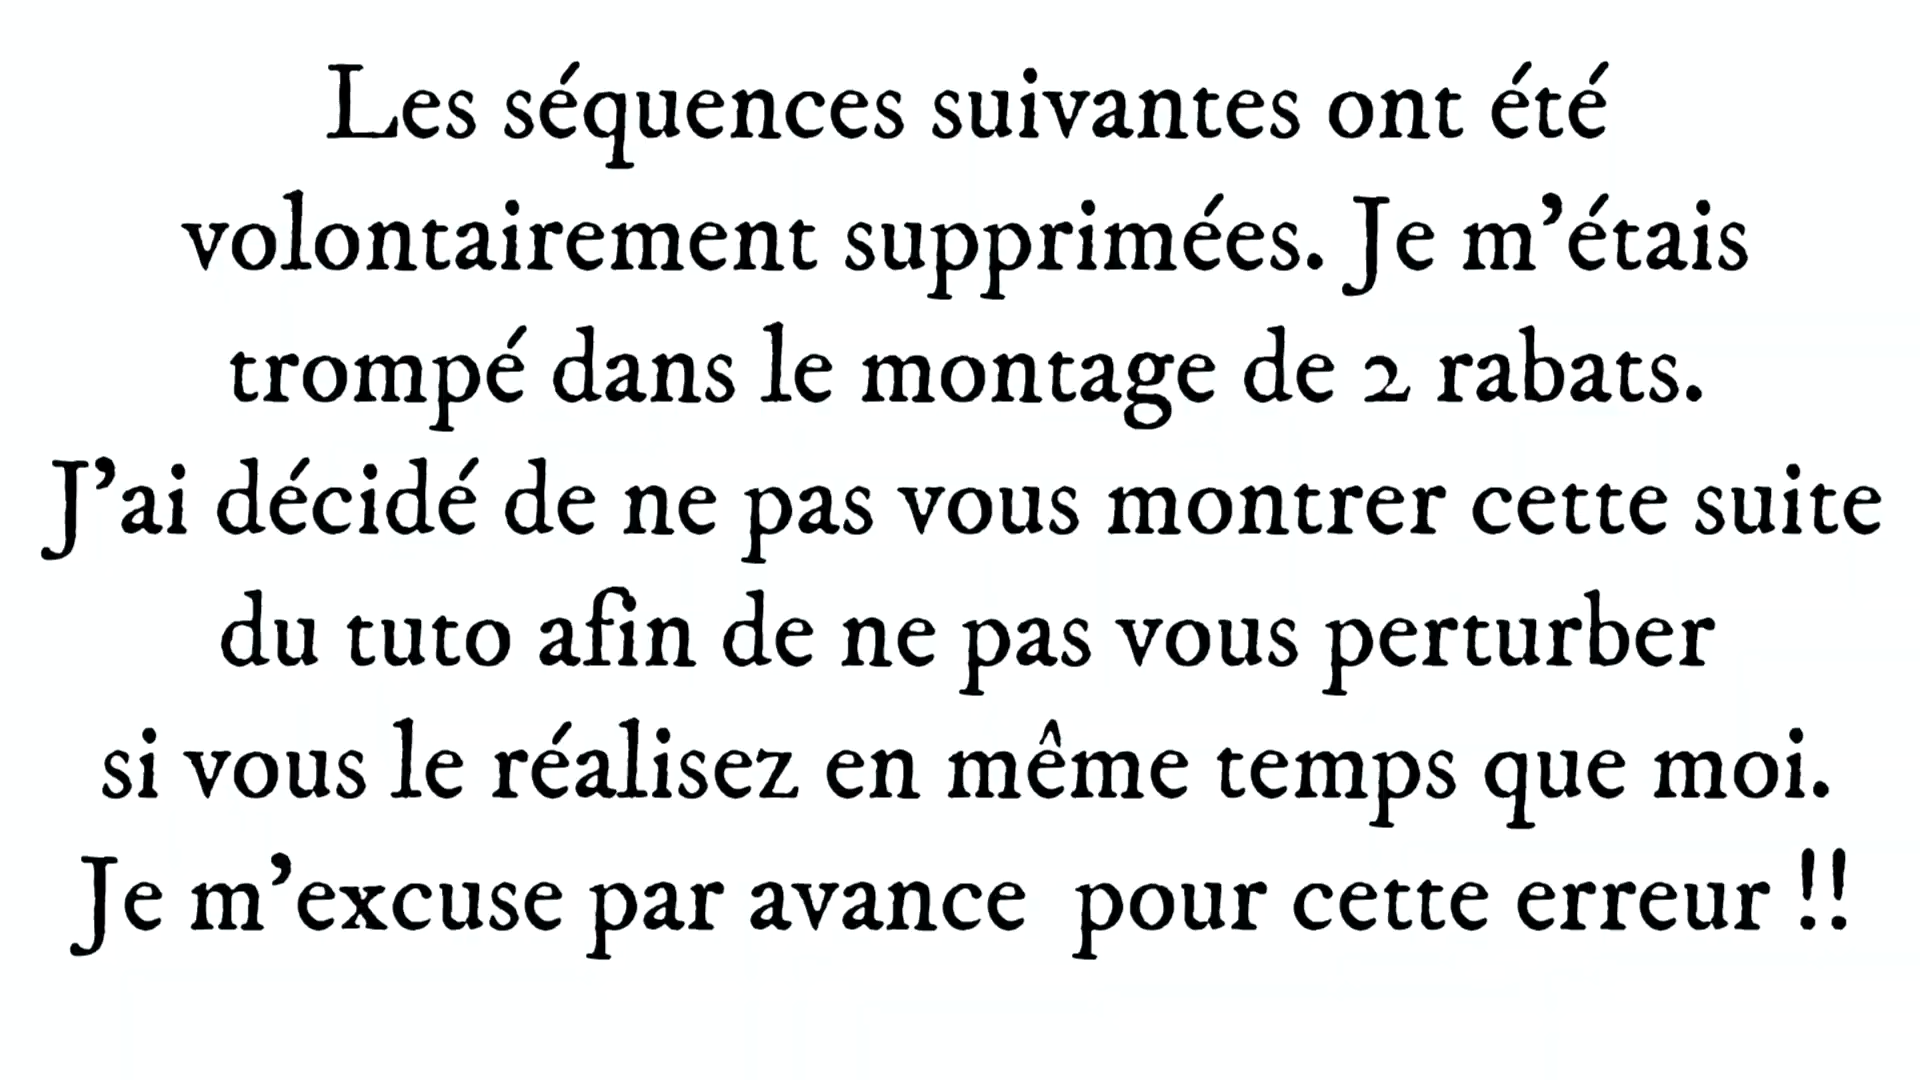 Les séquences suivantes ont été
volontairement supprimées. Je m’étais
trompé dans le montage de 2 rabats.
J’ai décidé de ne pas vous montrer cette suite
du tuto afin de ne pas vous perturber
si vous le réalisez en même temps que moi.
Je m’excuse par avance  pour cette erreur !!